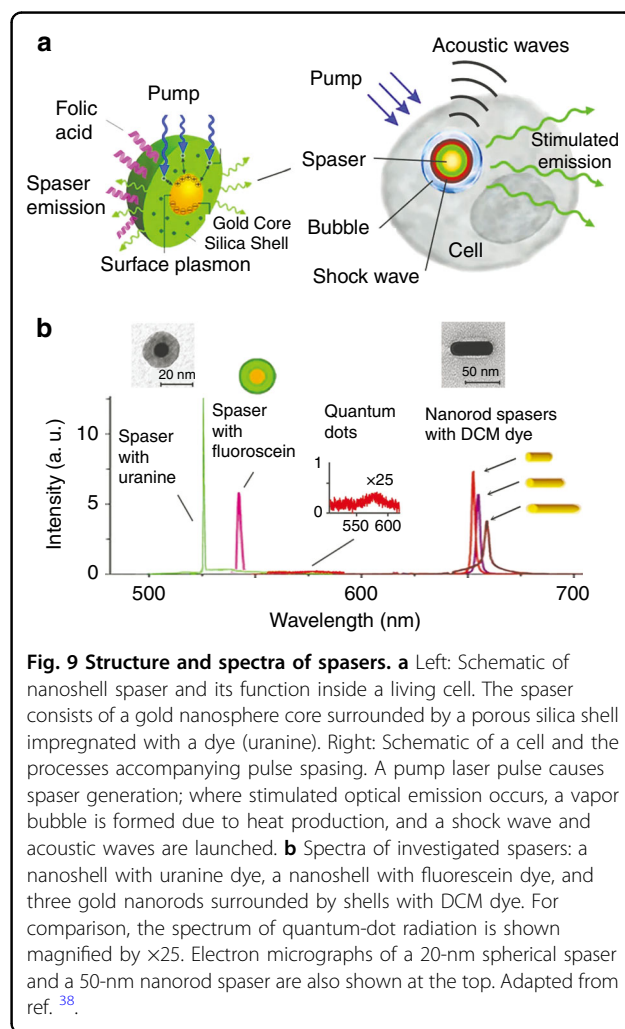 a
Acoustic waves
Pump
Pump
Folic
acid
Stimulated
emission
Spaser
Spaser
emission
Gold Core
Silica Shell
Bubble
Cell
Surface plasmon
Shock wave
b
20 nm
50 nm
Spaser
with
uranine
Spaser
with
fluoroscein
Quantum
dots
Nanorod spasers
with DCM dye
×25
1
0
550
600
Intensity (a. u.)
10
5
0
500
600
700
Wavelength (nm)
Fig. 9 Structure and spectra of spasers. a Left: Schematic of
nanoshell spaser and its function inside a living cell. The spaser
consists of a gold nanosphere core surrounded by a porous silica shell
impregnated with a dye (uranine). Right: Schematic of a cell and the
processes accompanying pulse spasing. A pump laser pulse causes
spaser generation; where stimulated optical emission occurs, a vapor
bubble is formed due to heat production, and a shock wave and
acoustic waves are launched. b Spectra of investigated spasers: a
nanoshell with uranine dye, a nanoshell with fluorescein dye, and
three gold nanorods surrounded by shells with DCM dye. For
comparison, the spectrum of quantum-dot radiation is shown
magnified by ×25. Electron micrographs of a 20-nm spherical spaser
and a 50-nm nanorod spaser are also shown at the top. Adapted from
ref. 38.